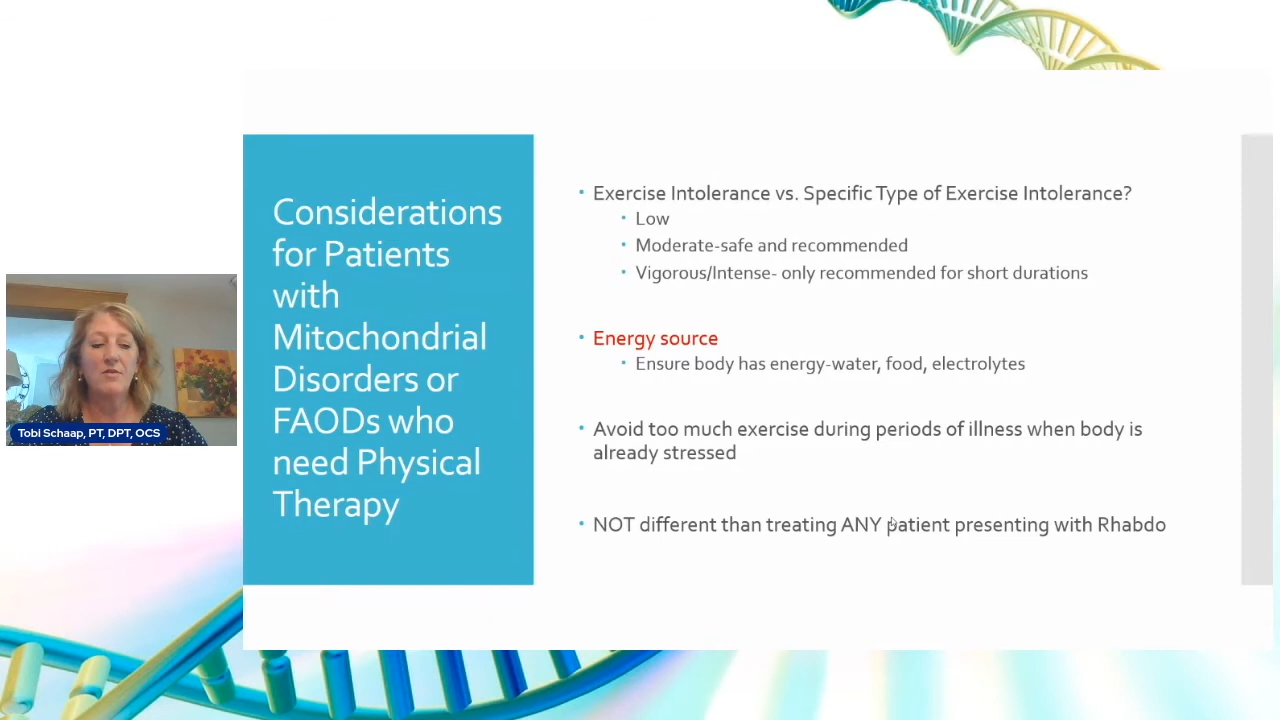 Considerations
for Patients
with
Mitochondrial
Disorders or
FAODs who
need Physical
Therapy
• Exercise Intolerance vs. Specific Type of Exercise Intolerance?
• Low
• Moderate-safe and recommended
• Vigorous/Intense- only recommended for short durations
• Energy source
• Ensure body has energy-water, food, electrolytes
• Avoid too much exercise during periods of illness when body is
already stressed
• NOT different than treating ANY patient presenting with Rhabdo
Tobi Schaap, PT, DPT, OCS